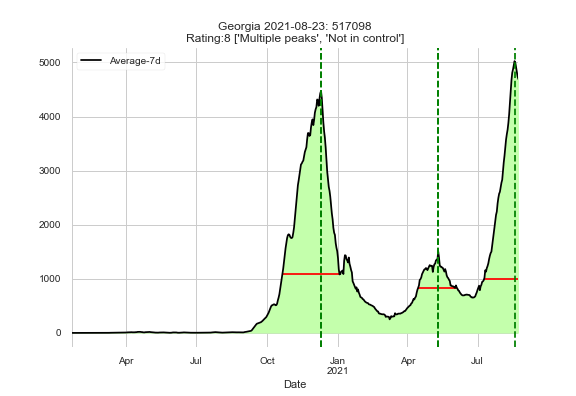 Georgia 2021-08-23: 517098
Rating:8 ['Multiple peaks', 'Not in control']
Average-7d
5000
4000
3000
2000
1000
0
Apr Jul Oct Jan Apr Jul
2021
Date